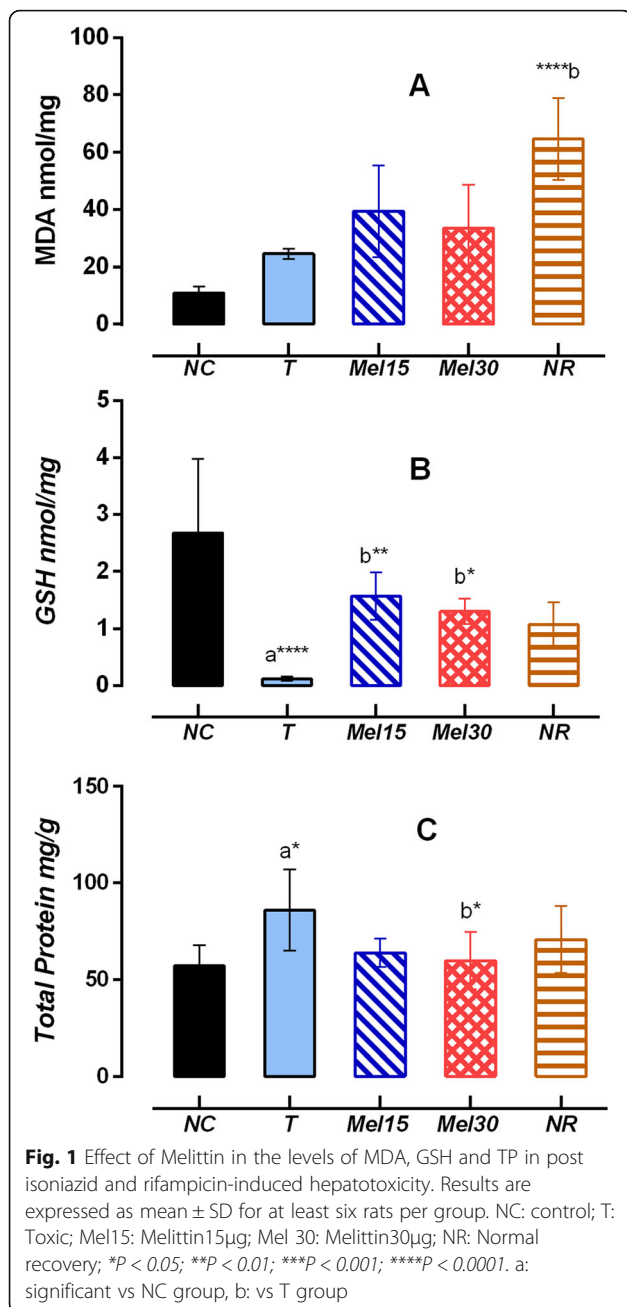 A
****b
100
80
60
40
20
0
MDA nmol/mg
NC T Mel15 Mel30 NR
B
5
4
3
2
1
0
GSH nmol/mg
a****
b**
b*
NC T Mel15 Mel30 NR
C
150
100
50
0
Total Protein mg/g
a*
b*
NC T Mel15 Mel30 NR
Fig. 1 Effect of Melittin in the levels of MDA, GSH and TP in post
isoniazid and rifampicin-induced hepatotoxicity. Results are
expressed as mean ± SD for at least six rats per group. NC: control; T:
Toxic; Mel15: Melittin15µg; Mel 30: Melittin30µg; NR: Normal
recovery; *P < 0.05; **P < 0.01; ***P < 0.001; ****P < 0.0001. a:
significant vs NC group, b: vs T group